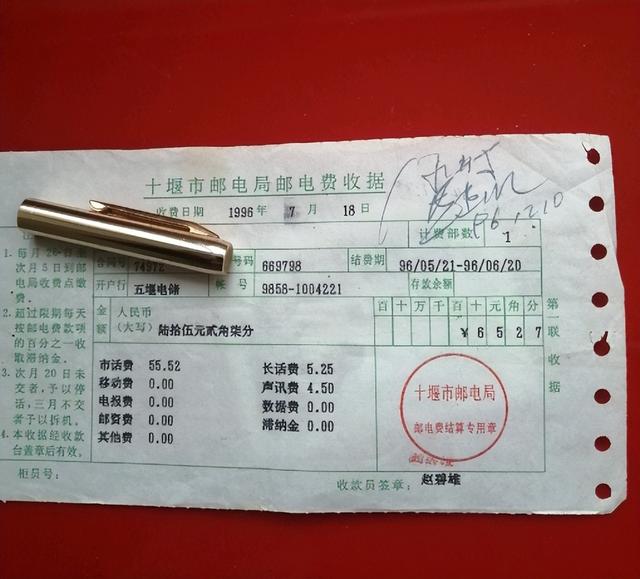 十堰市邮电局邮电费收据
收费日期 1996 年 7 月 18 日
计费部数 1
合同号 74972
号码 669798
结费期 96/05/21-96/06/20
开户行 五堰电储
帐号 9858-1004221
存款余额
金额
人民币
(大写) 陆拾伍元贰角柒分
百 十 万 千 百 十 元 角 分
¥ 6 5 2 7
第一联 收据
1. 每月26日至
次月5日到邮
电局收费点缴
费。
2. 超过限期每天
按邮电费款项
的百分之一收
取滞纳金。
3. 次月20日未
交者,予以停
话,三月不交
者予以拆机。
4. 本收据经收款
台盖章后有效。
市话费 55.52
长话费 5.25
移动费 0.00
声讯费 4.50
电报费 0.00
数据费 0.00
邮资费 0.00
滞纳金 0.00
其他费 0.00
十堰市邮电局
邮电费结算专用章
柜员号:
收款员签章: 赵碧雄
96.12.10